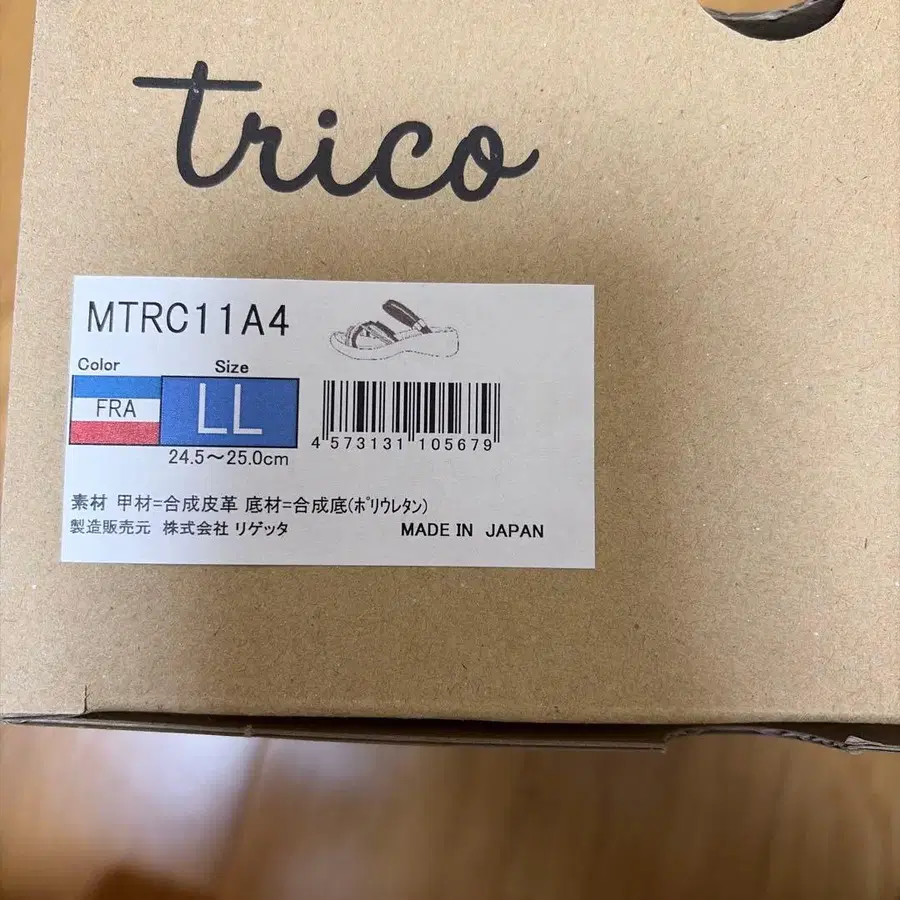 trico
MTRC11A4
Color Size
FRA LL
24.5～25.0cm
4 573131 105679
素材 甲材=合成皮革 底材=合成底(ﾎﾟﾘｳﾚﾀﾝ)
製造販売元 株式会社 リゲッタ MADE IN JAPAN